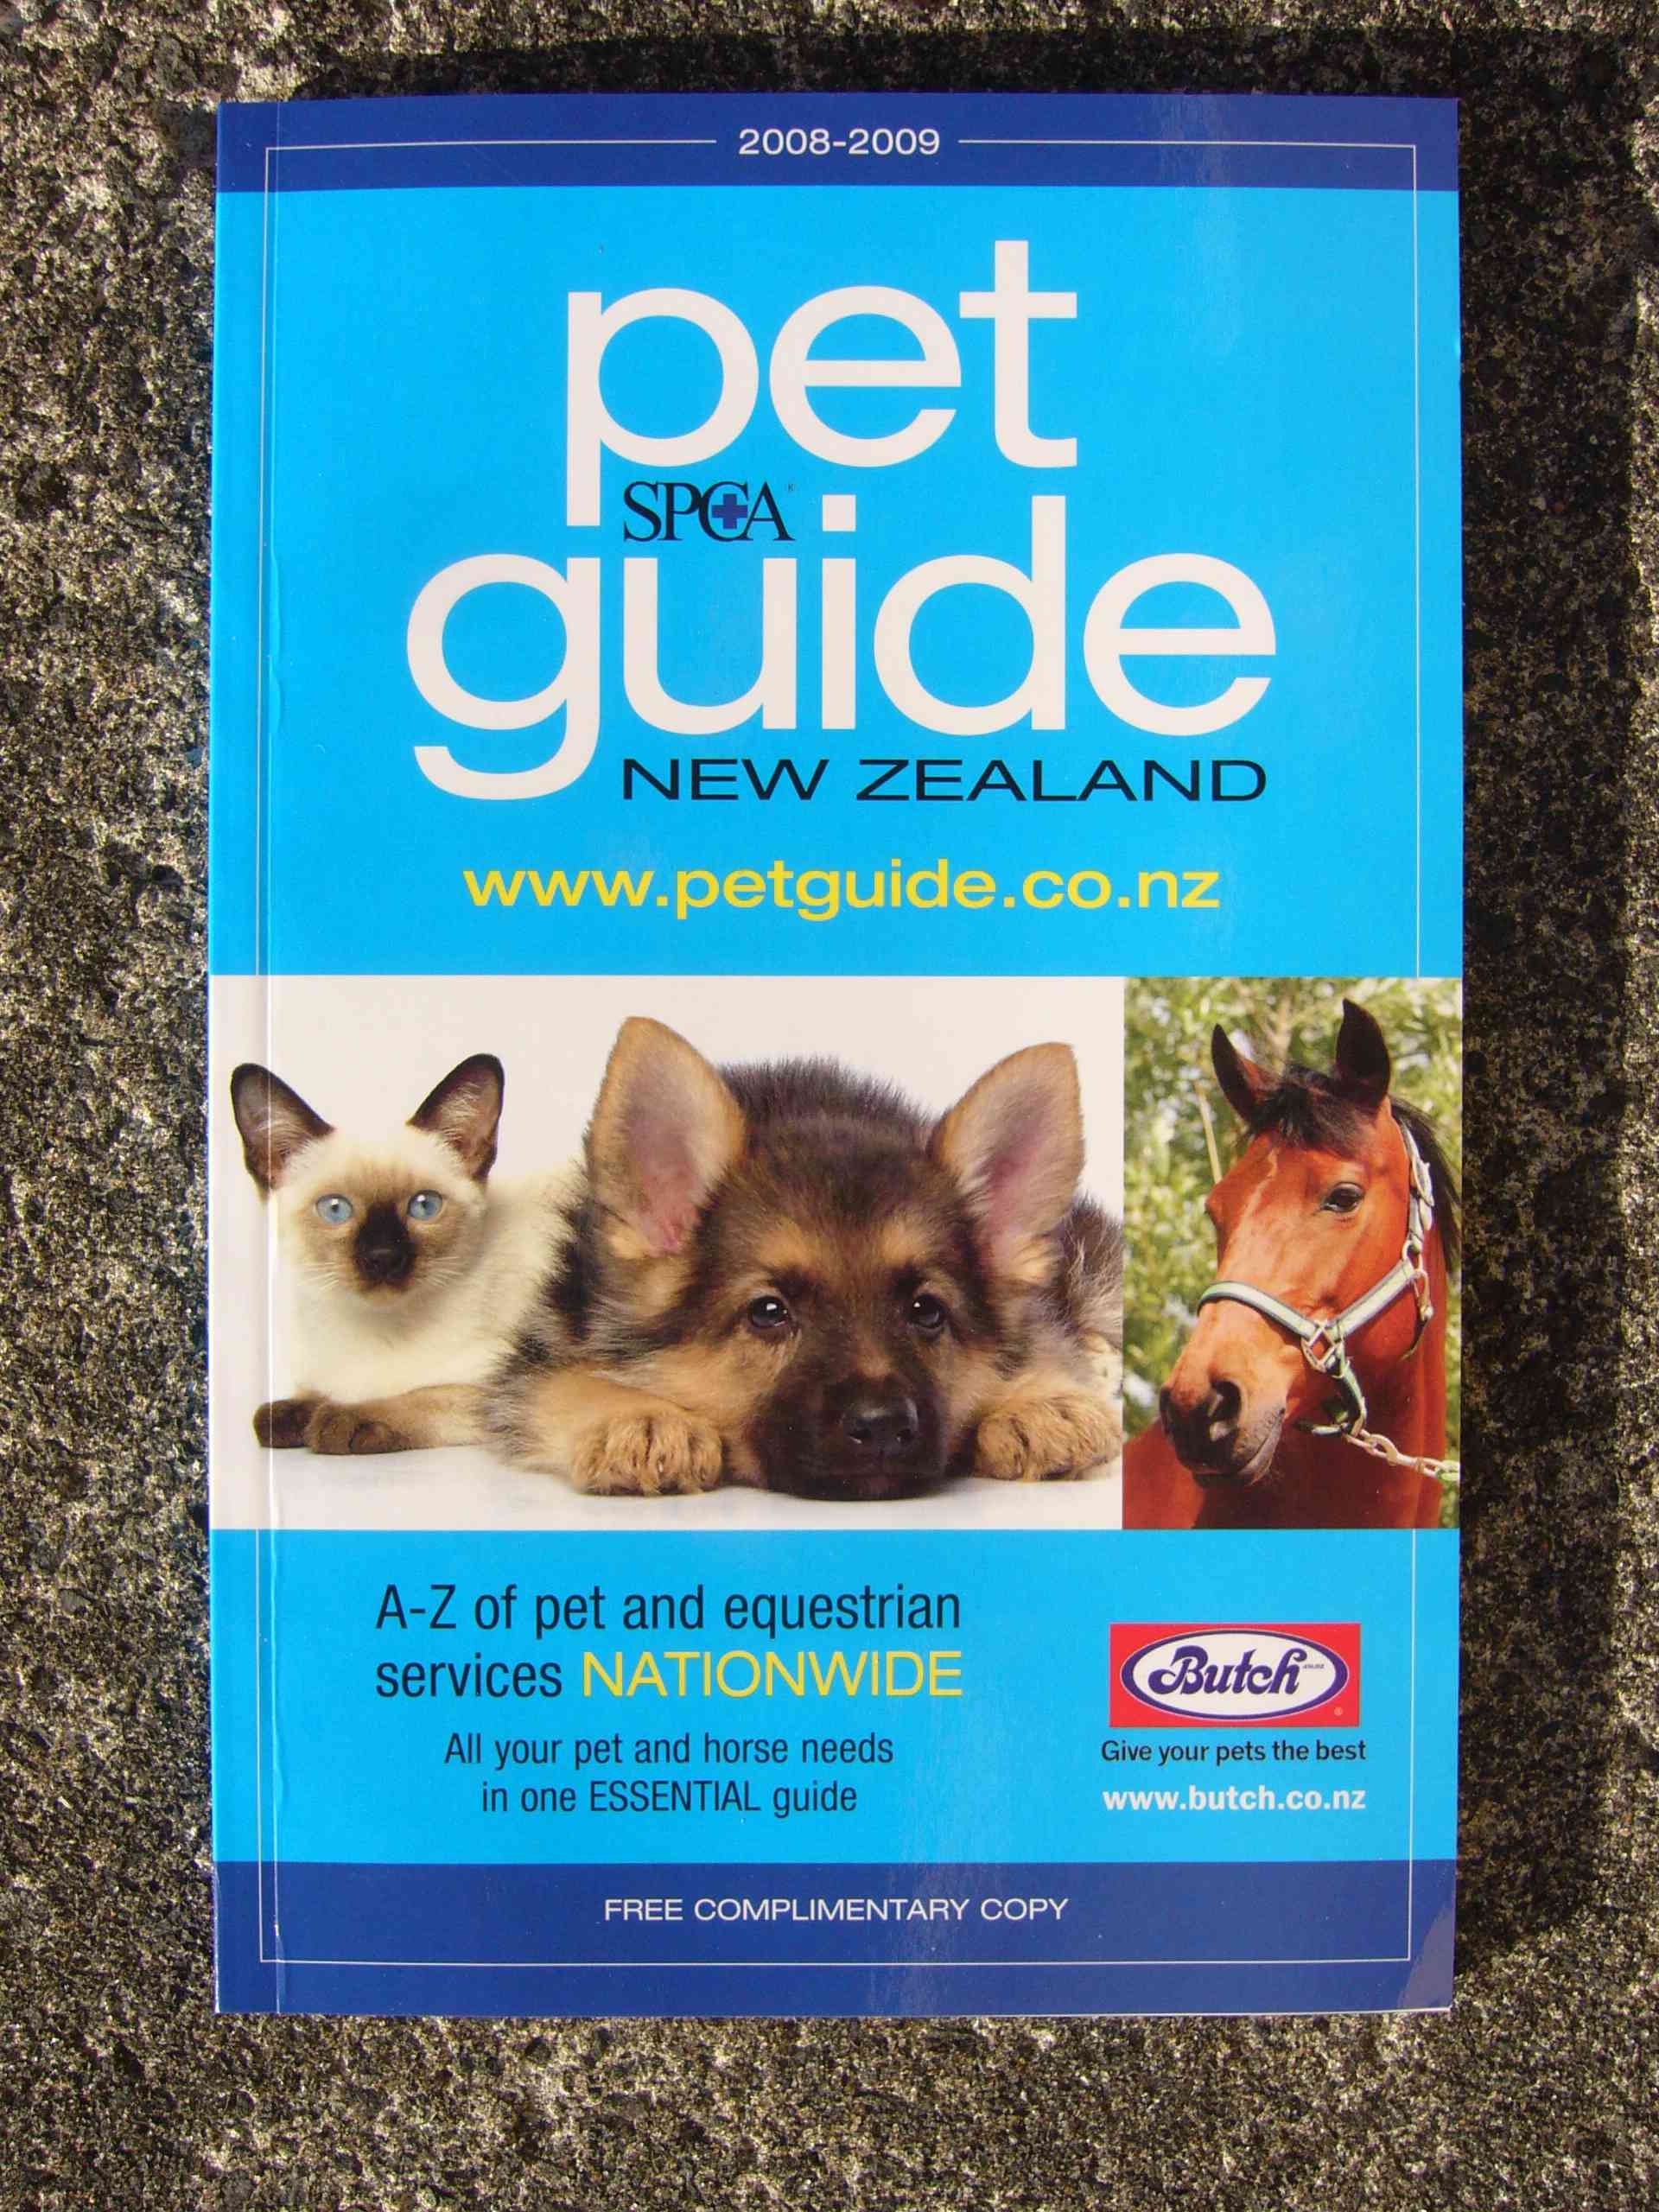 2008-2009
pet
SPCA
guide
NEW ZEALAND
www.petguide.co.nz
A-Z of pet and equestrian
services NATIONWIDE
All your pet and horse needs
in one ESSENTIAL guide
Butch
Give your pets the best
www.butch.co.nz
FREE COMPLIMENTARY COPY